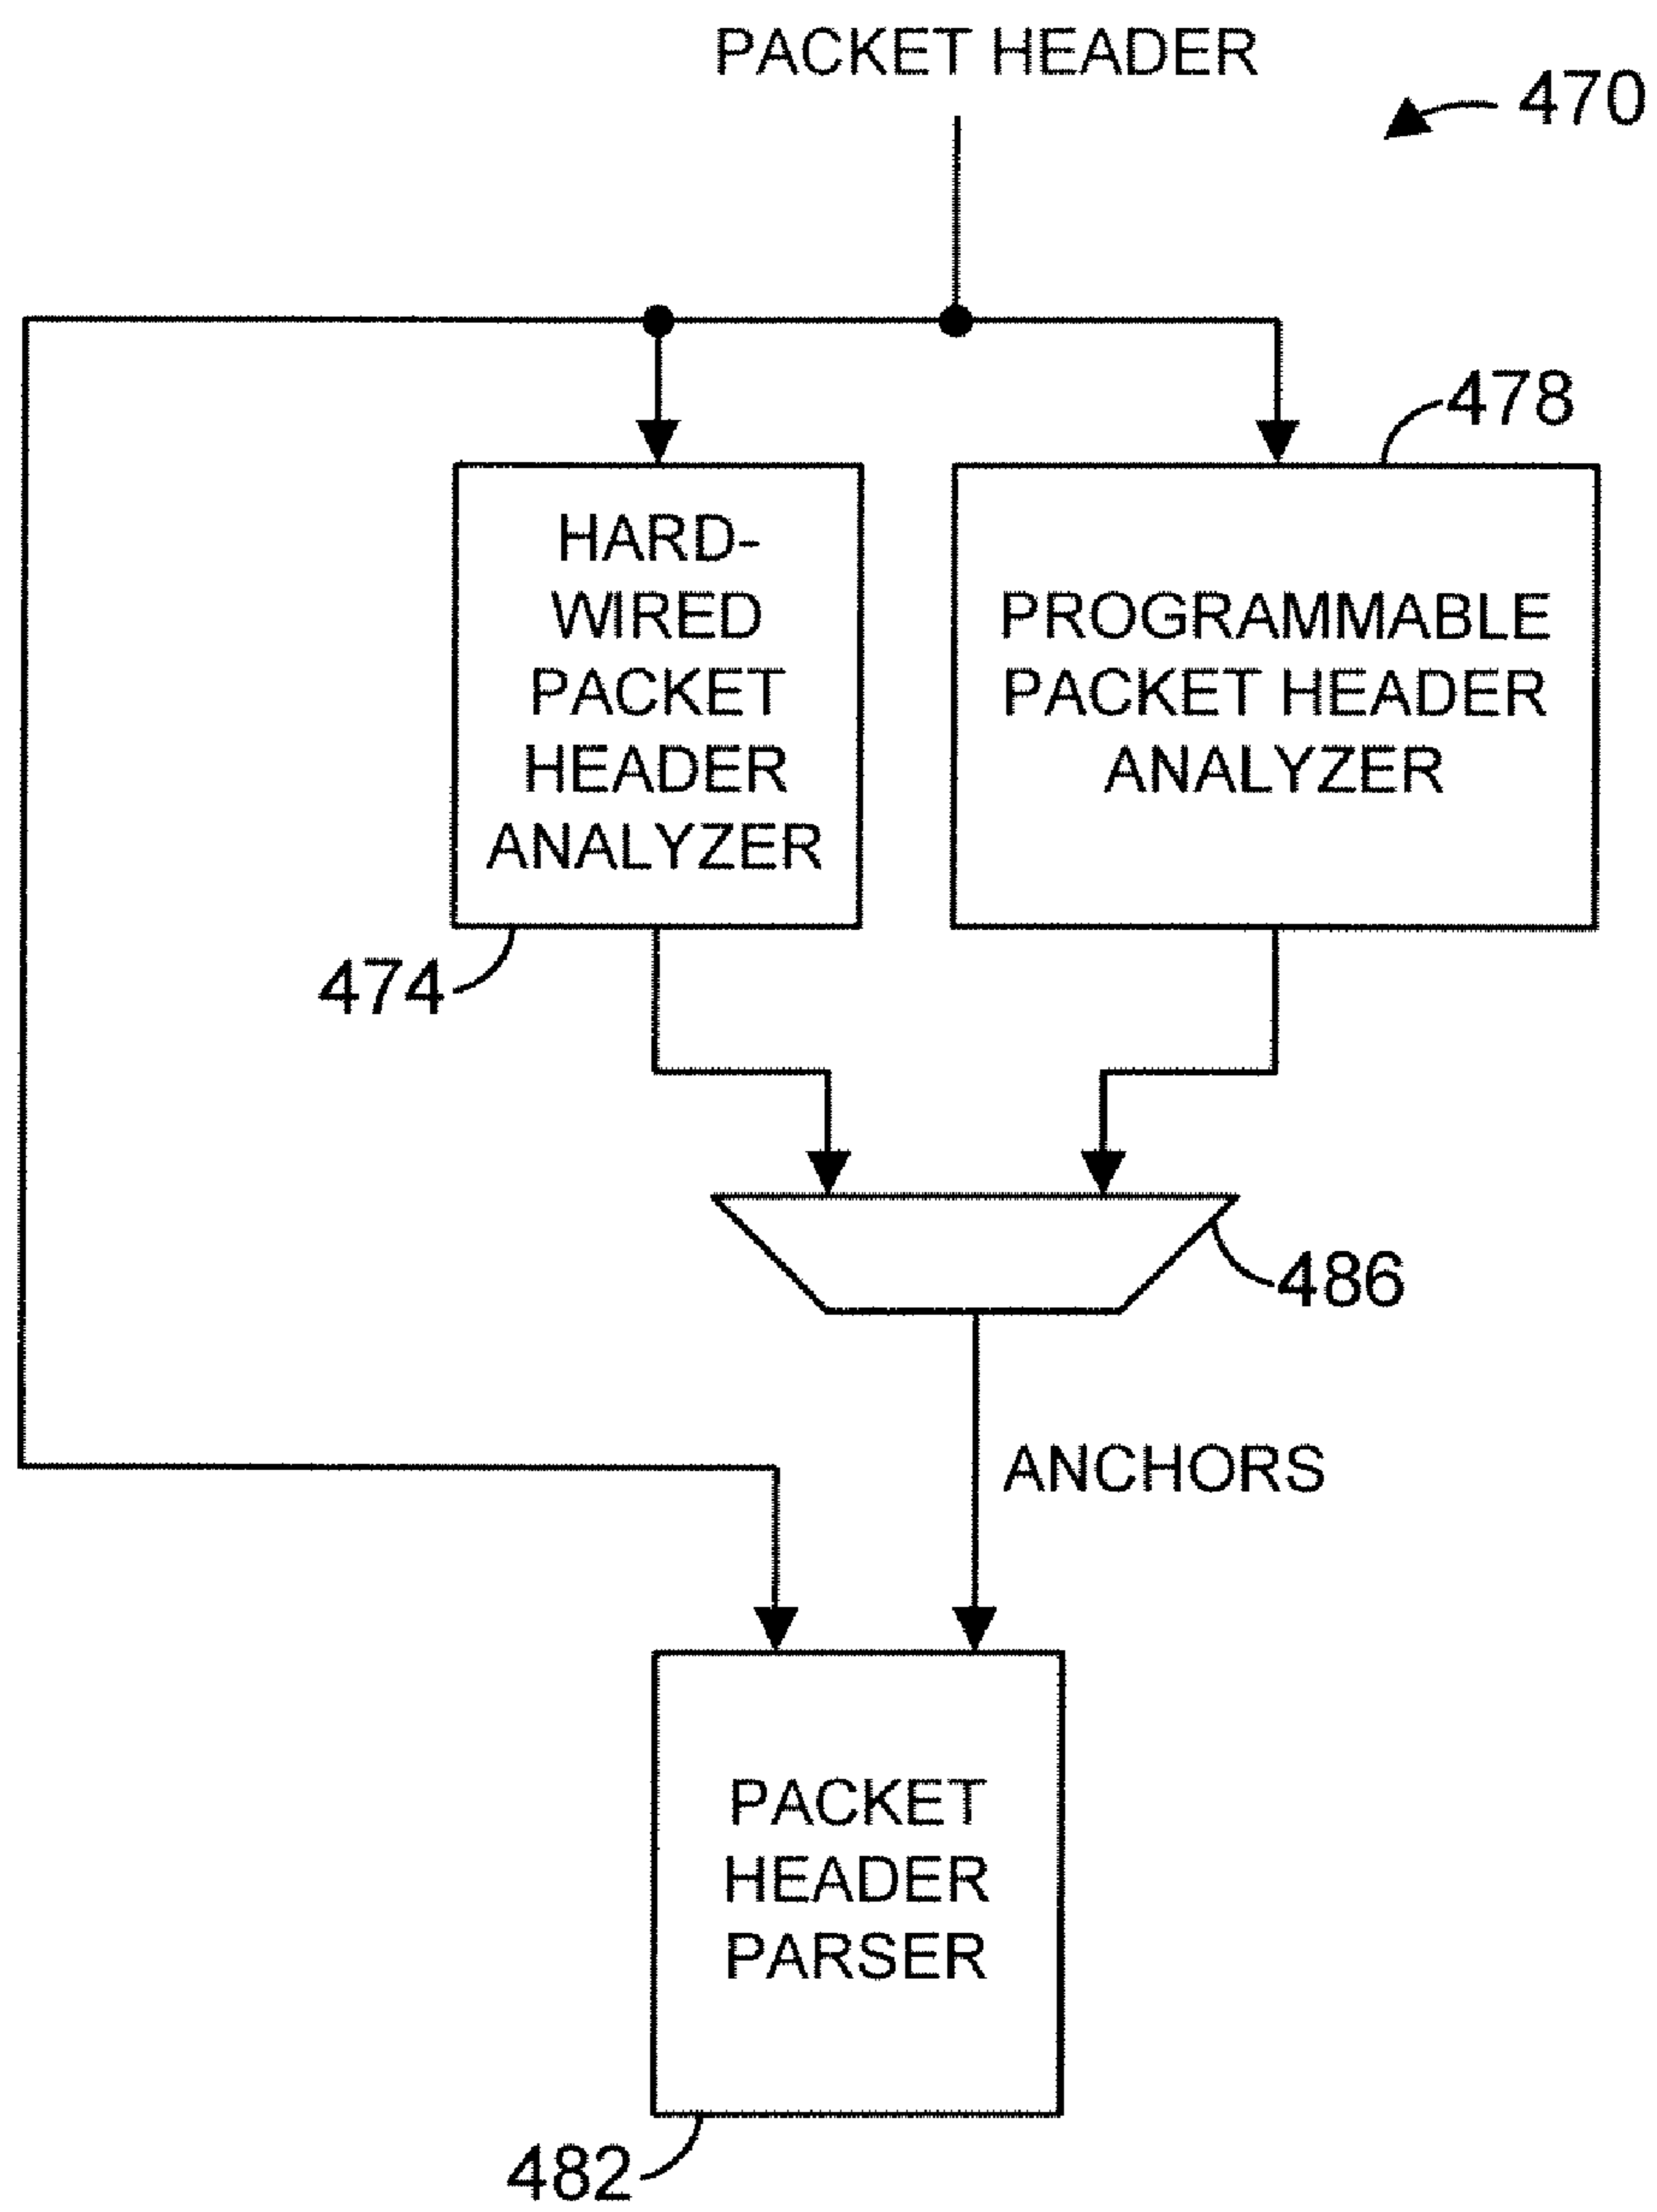 PACKET HEADER
470
478
HARD-
WIRED
PACKET
HEADER
ANALYZER
PROGRAMMABLE
PACKET HEADER
ANALYZER
474
486
ANCHORS
PACKET
HEADER
PARSER
482